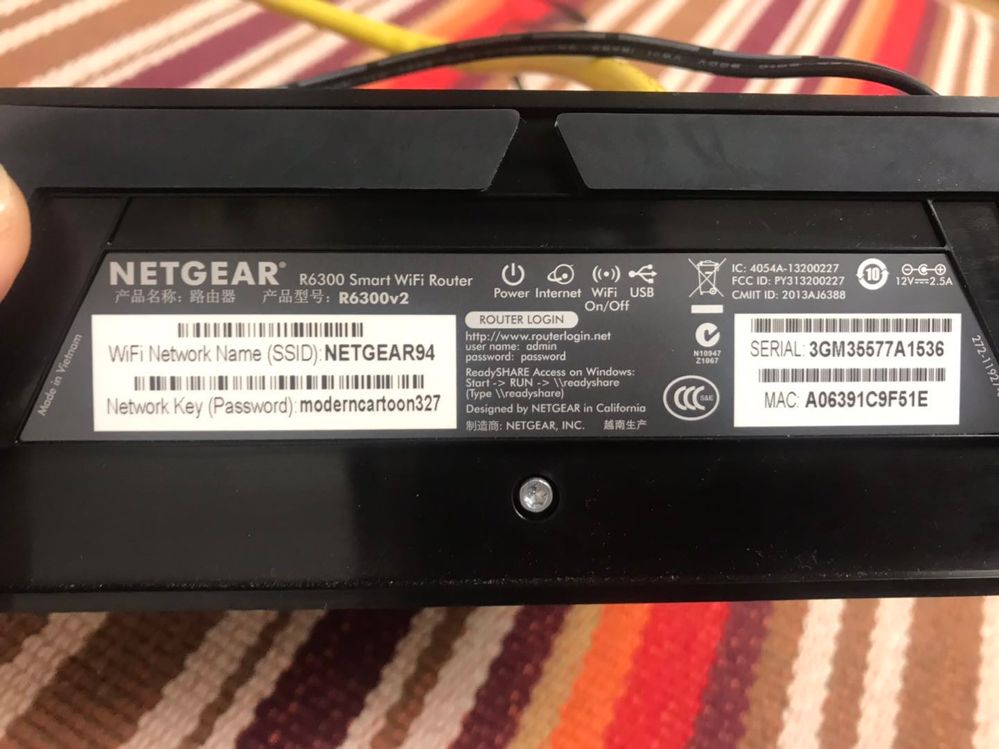 NETGEAR® R6300 Smart WiFi Router
产品名称：路由器 产品型号：R6300v2
WiFi Network Name (SSID): NETGEAR94
Network Key (Password): moderncartoon327
Made in Vietnam
Power Internet WiFi USB
On/Off
ROUTER LOGIN
http://www.routerlogin.net
user name: admin
password: password
ReadySHARE Access on Windows:
Start -> RUN -> \\readyshare
(Type \\readyshare)
Designed by NETGEAR in California
制造商: NETGEAR, INC. 越南生产
IC: 4054A-13200227
FCC ID: PY313200227
CMIIT ID: 2013AJ6388
10
12V 2.5A
N10947
Z1067
CCC S&E
SERIAL: 3GM35577A1536
MAC: A06391C9F51E